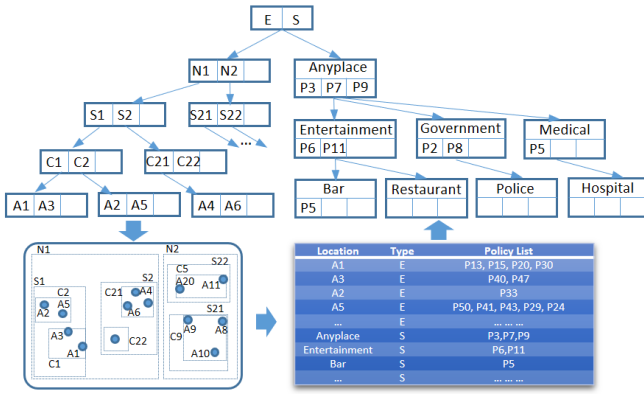 E S
N1 N2
Anyplace
P3 P7 P9
S1 S2
S21 S22
Entertainment
P6 P11
Government
P2 P8
Medical
P5
...
C1 C2
C21 C22
Bar
P5
Restaurant
Police
Hospital
A1 A3
A2 A5
A4 A6
N1
N2
S1
C2
A5
A2
S2
C21
A4
A6
A3
A1
C1
C22
S22
C5
A20
A11
S21
C9
A9
A8
A10
Location Type Policy List
A1 E P13, P15, P20, P30
A3 E P40, P47
A2 E P33
A5 E P50, P41, P43, P29, P24
... E ... ... ...
Anyplace S P3,P7,P9
Entertainment S P6,P11
Bar S P5
... S ... ... ...